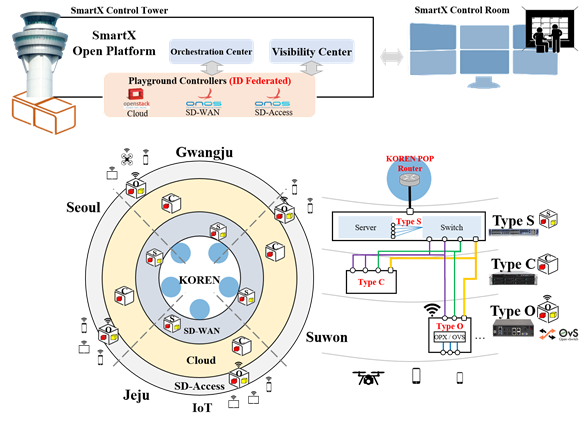 SmartX Control Tower
SmartX
Open Platform
Orchestration Center
Visibility Center
Playground Controllers (ID Federated)
openstack
Cloud
ONOS
SD-WAN
ONOS
SD-Access
SmartX Control Room
Gwangju
Seoul
KOREN
SD-WAN
Cloud
SD-Access
IoT
Jeju
Suwon
C
C
C
C
S
S
S
S
O
O
O
O
KOREN POP
Router
Server
Type S
Switch
Type S
S
Type C
Type C
C
Type O
OPX / OVS
...
Type O
O
OvS